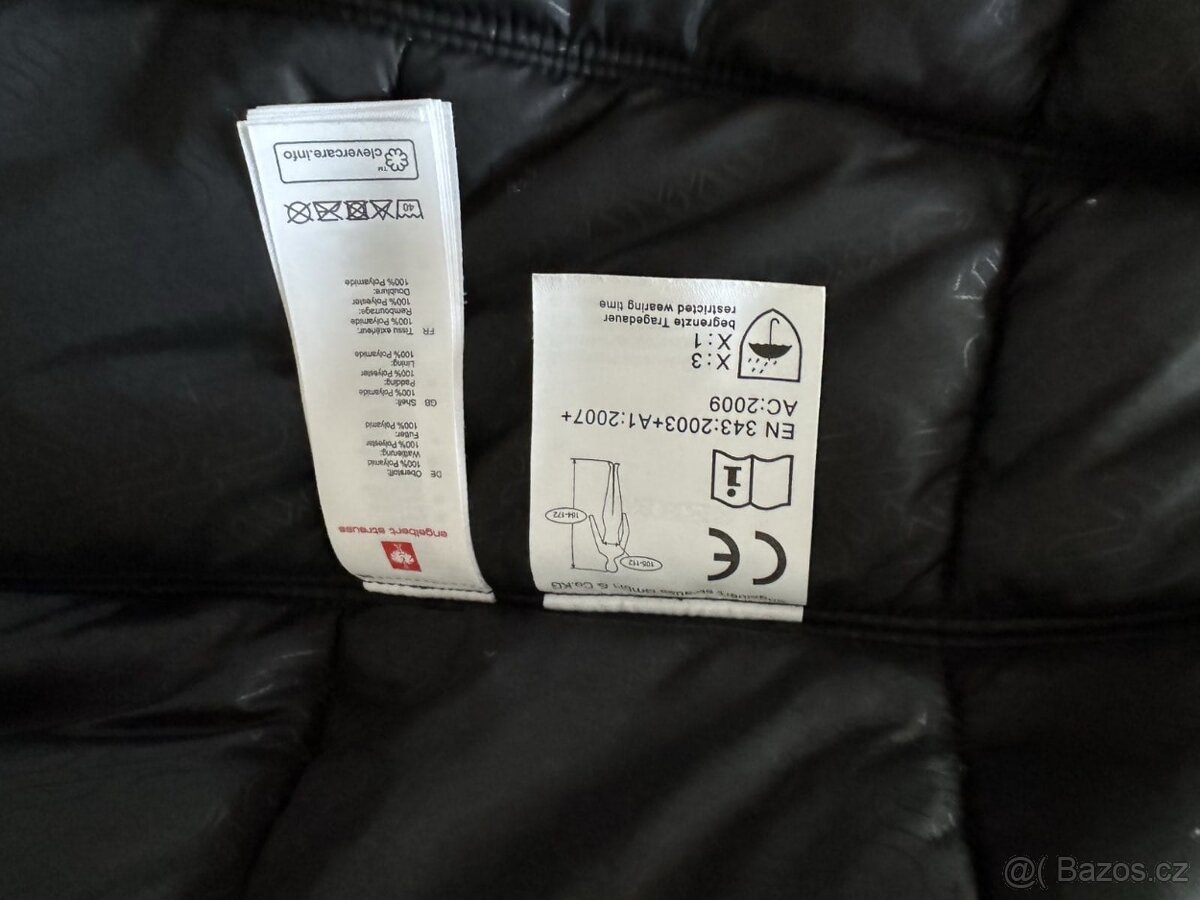 engelbert strauss
DE Oberstoff:
100% Polyamid
Wattierung:
100% Polyester
Futter:
100% Polyamid
GB Shell:
100% Polyamide
Padding:
100% Polyester
Lining:
100% Polyamide
FR Tissu extérieur:
100% Polyamide
Rembourrage:
100% Polyester
Doublure:
100% Polyamide
40
clevercare.info
TM
engelbert strauss GmbH & Co.KG
CE
105-112
164-172
i
EN 343:2003+A1:2007+
AC:2009
X:3
X:1
begrenzte Tragedauer
restricted wearing time
@( Bazos.cz